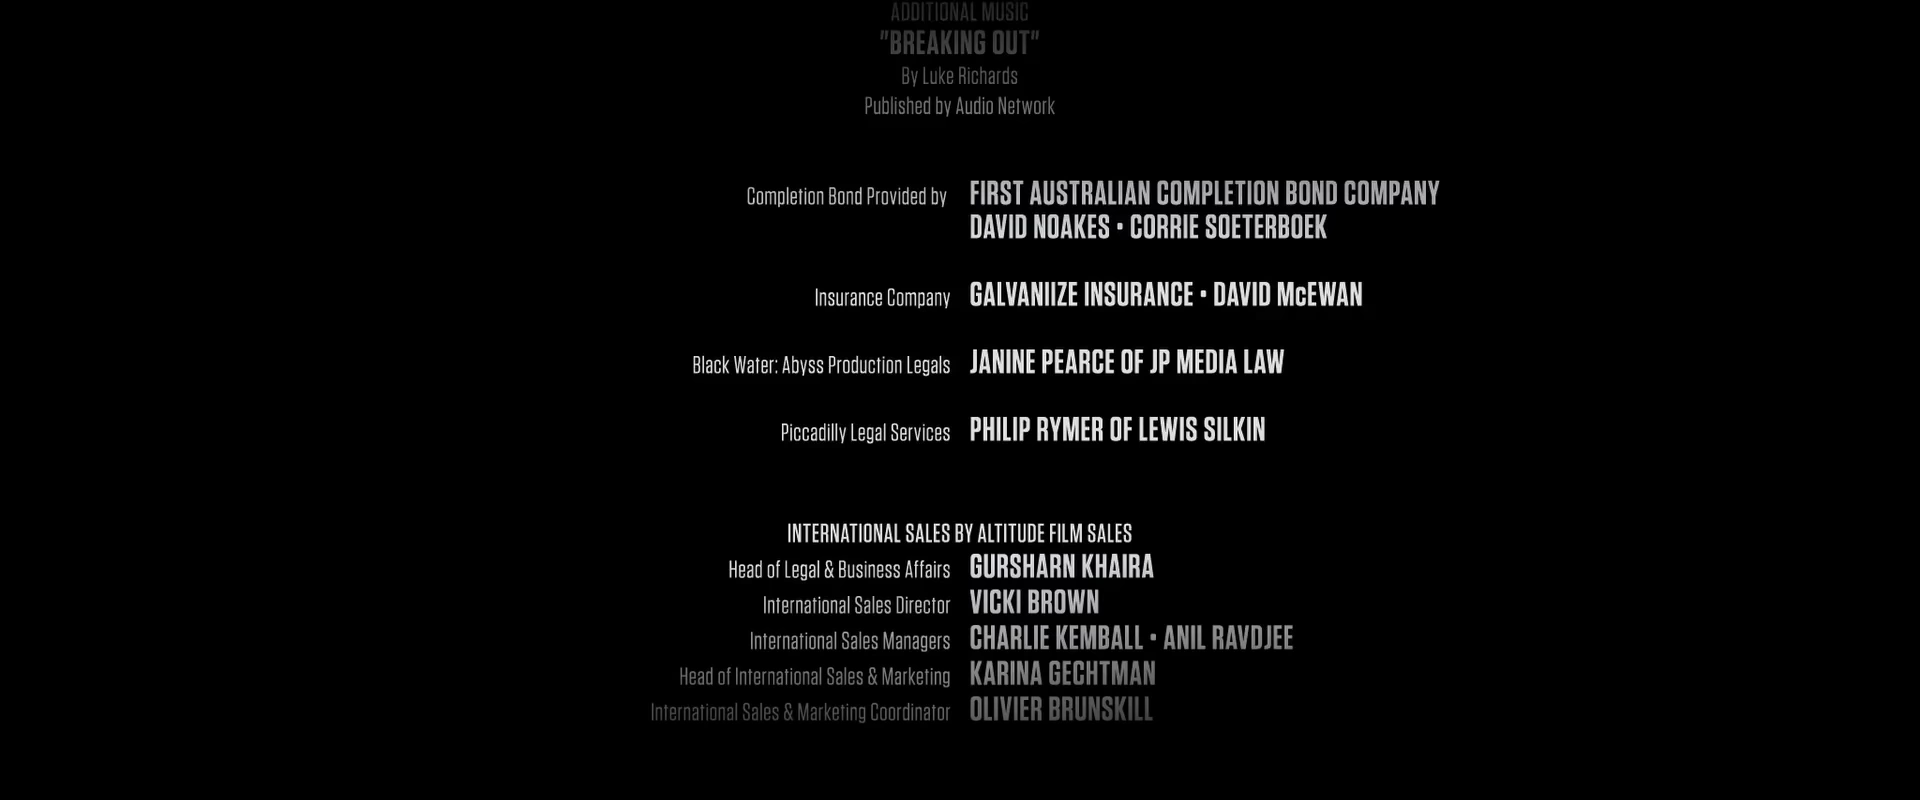 ADDITIONAL MUSIC
"BREAKING OUT"
By Luke Richards
Published by Audio Network
Completion Bond Provided by FIRST AUSTRALIAN COMPLETION BOND COMPANY
DAVID NOAKES • CORRIE SOETERBOEK
Insurance Company GALVANIIZE INSURANCE • DAVID McEWAN
Black Water: Abyss Production Legals JANINE PEARCE OF JP MEDIA LAW
Piccadilly Legal Services PHILIP RYMER OF LEWIS SILKIN
INTERNATIONAL SALES BY ALTITUDE FILM SALES
Head of Legal & Business Affairs GURSHARN KHAIRA
International Sales Director VICKI BROWN
International Sales Managers CHARLIE KEMBALL • ANIL RAVDJEE
Head of International Sales & Marketing KARINA GECHTMAN
International Sales & Marketing Coordinator OLIVIER BRUNSKILL